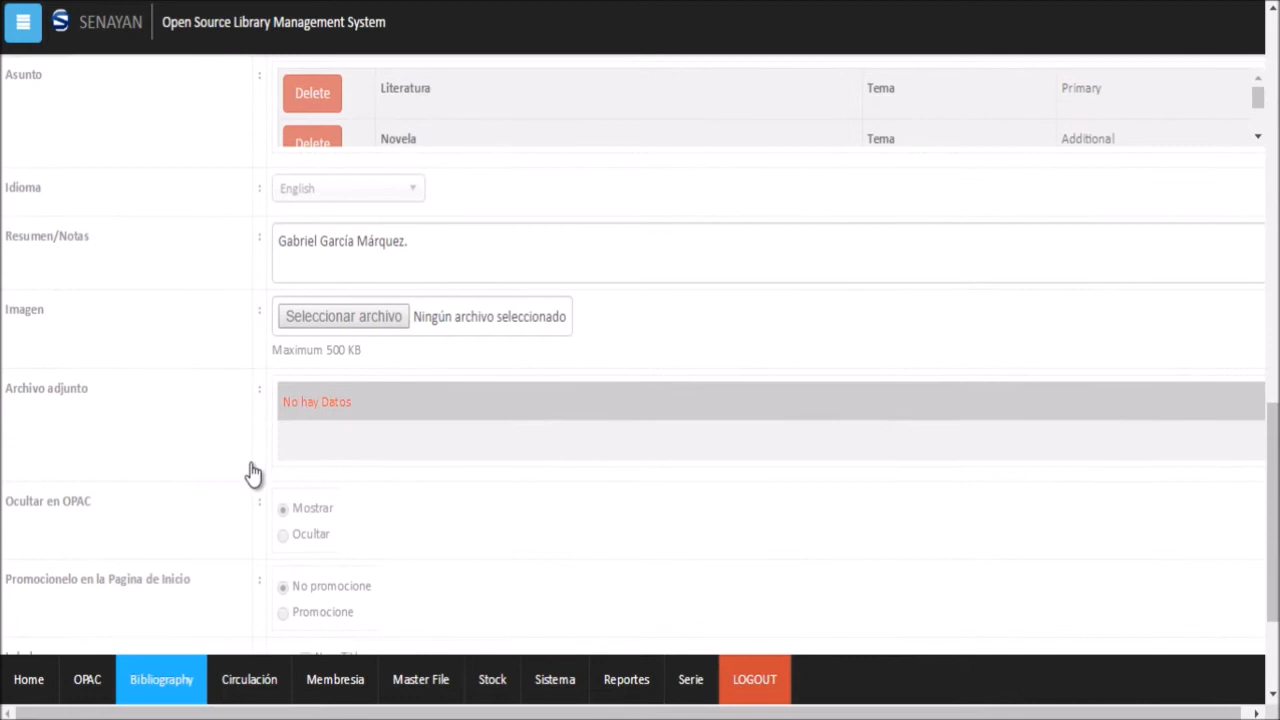 SENAYAN Open Source Library Management System
Asunto : Delete Literatura Tema Primary
Delete Novela Tema Additional
Idioma : English
Resumen/Notas : Gabriel García Márquez.
Imagen : Seleccionar archivo Ningún archivo seleccionado
Maximum 500 KB
Archivo adjunto : No hay Datos
Ocultar en OPAC : Mostrar
Ocultar
Promocionelo en la Pagina de Inicio : No promocione
Promocione
Home OPAC Bibliography Circulación Membresia Master File Stock Sistema Reportes Serie LOGOUT